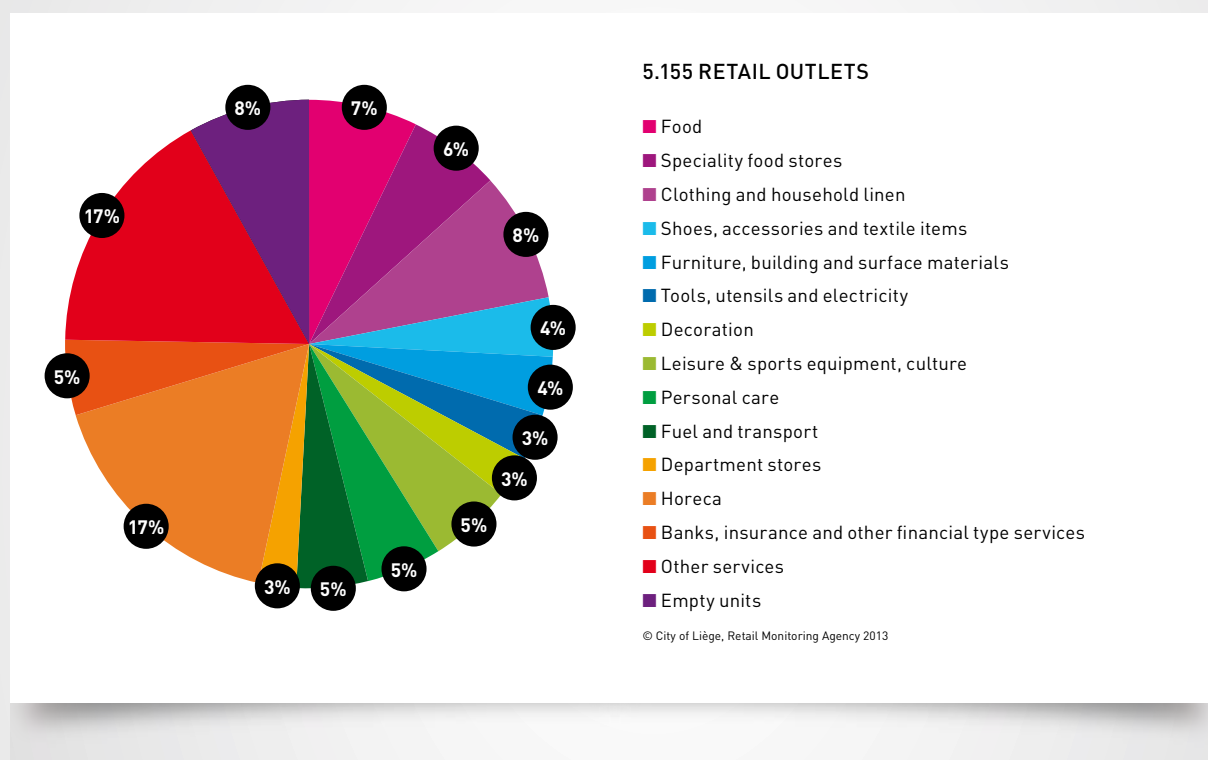 5.155 RETAIL OUTLETS
8%
7%
6%
17%
8%
4%
5%
4%
3%
3%
17%
5%
5%
3%
5%
Food
Speciality food stores
Clothing and household linen
Shoes, accessories and textile items
Furniture, building and surface materials
Tools, utensils and electricity
Decoration
Leisure & sports equipment, culture
Personal care
Fuel and transport
Department stores
Horeca
Banks, insurance and other financial type services
Other services
Empty units
© City of Liège, Retail Monitoring Agency 2013